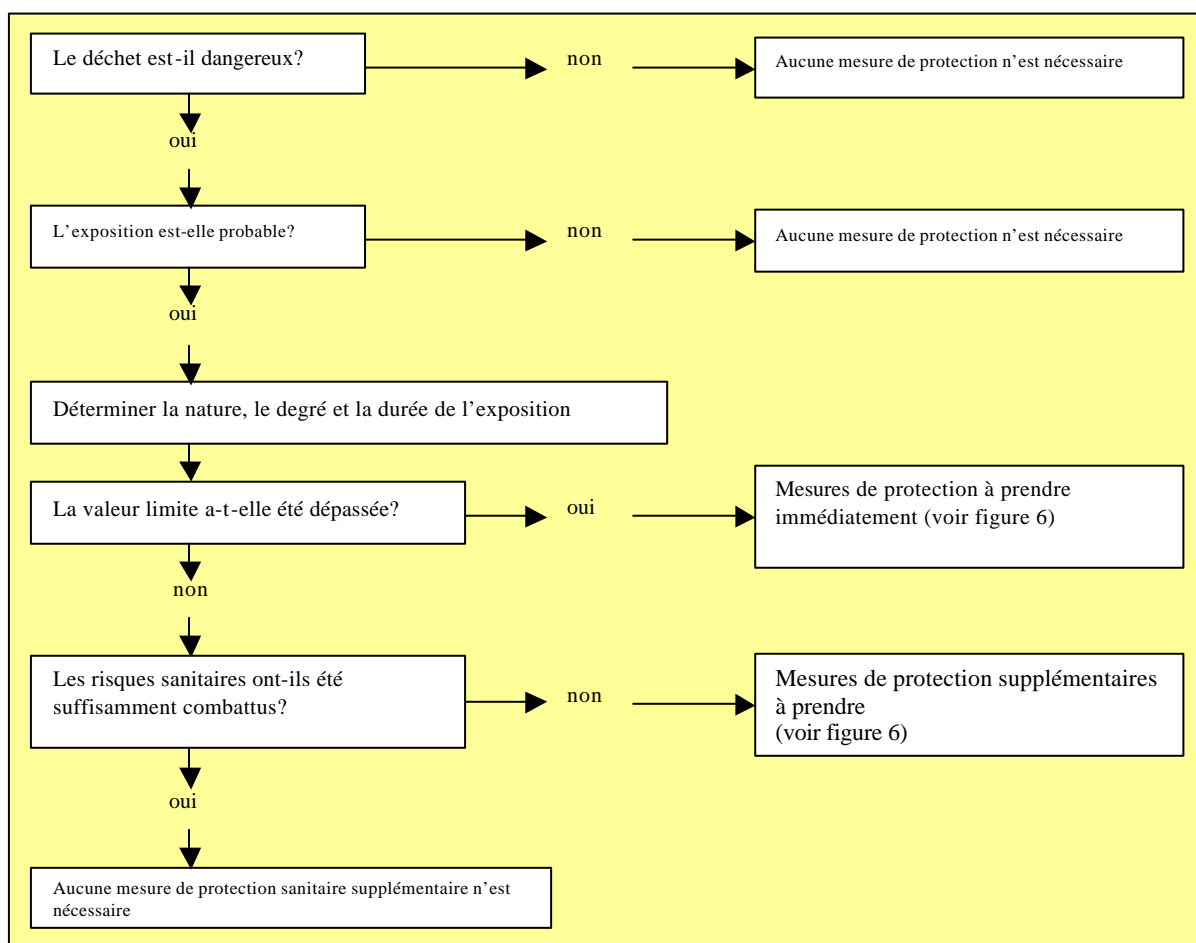 Le déchet est-il dangereux?
non
Aucune mesure de protection n'est nécessaire
oui
L'exposition est-elle probable?
non
Aucune mesure de protection n'est nécessaire
oui
Déterminer la nature, le degré et la durée de l'exposition
La valeur limite a-t-elle été dépassée?
oui
Mesures de protection à prendre
immédiatement (voir figure 6)
non
Les risques sanitaires ont-ils été
suffisamment combattus?
non
Mesures de protection supplémentaires
à prendre
(voir figure 6)
oui
Aucune mesure de protection sanitaire supplémentaire n'est
nécessaire